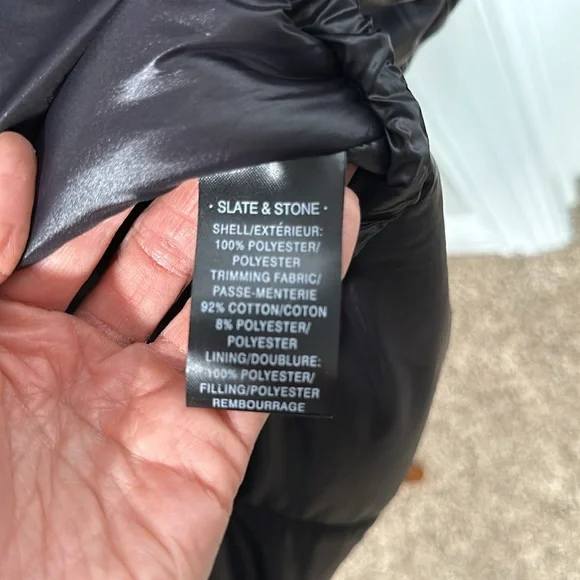 · SLATE & STONE ·
SHELL/EXTÉRIEUR:
100% POLYESTER/
POLYESTER
TRIMMING FABRIC/
PASSE-MENTERIE
92% COTTON/COTON
8% POLYESTER/
POLYESTER
LINING/DOUBLURE:
100% POLYESTER/
FILLING/POLYESTER
REMBOURRAGE